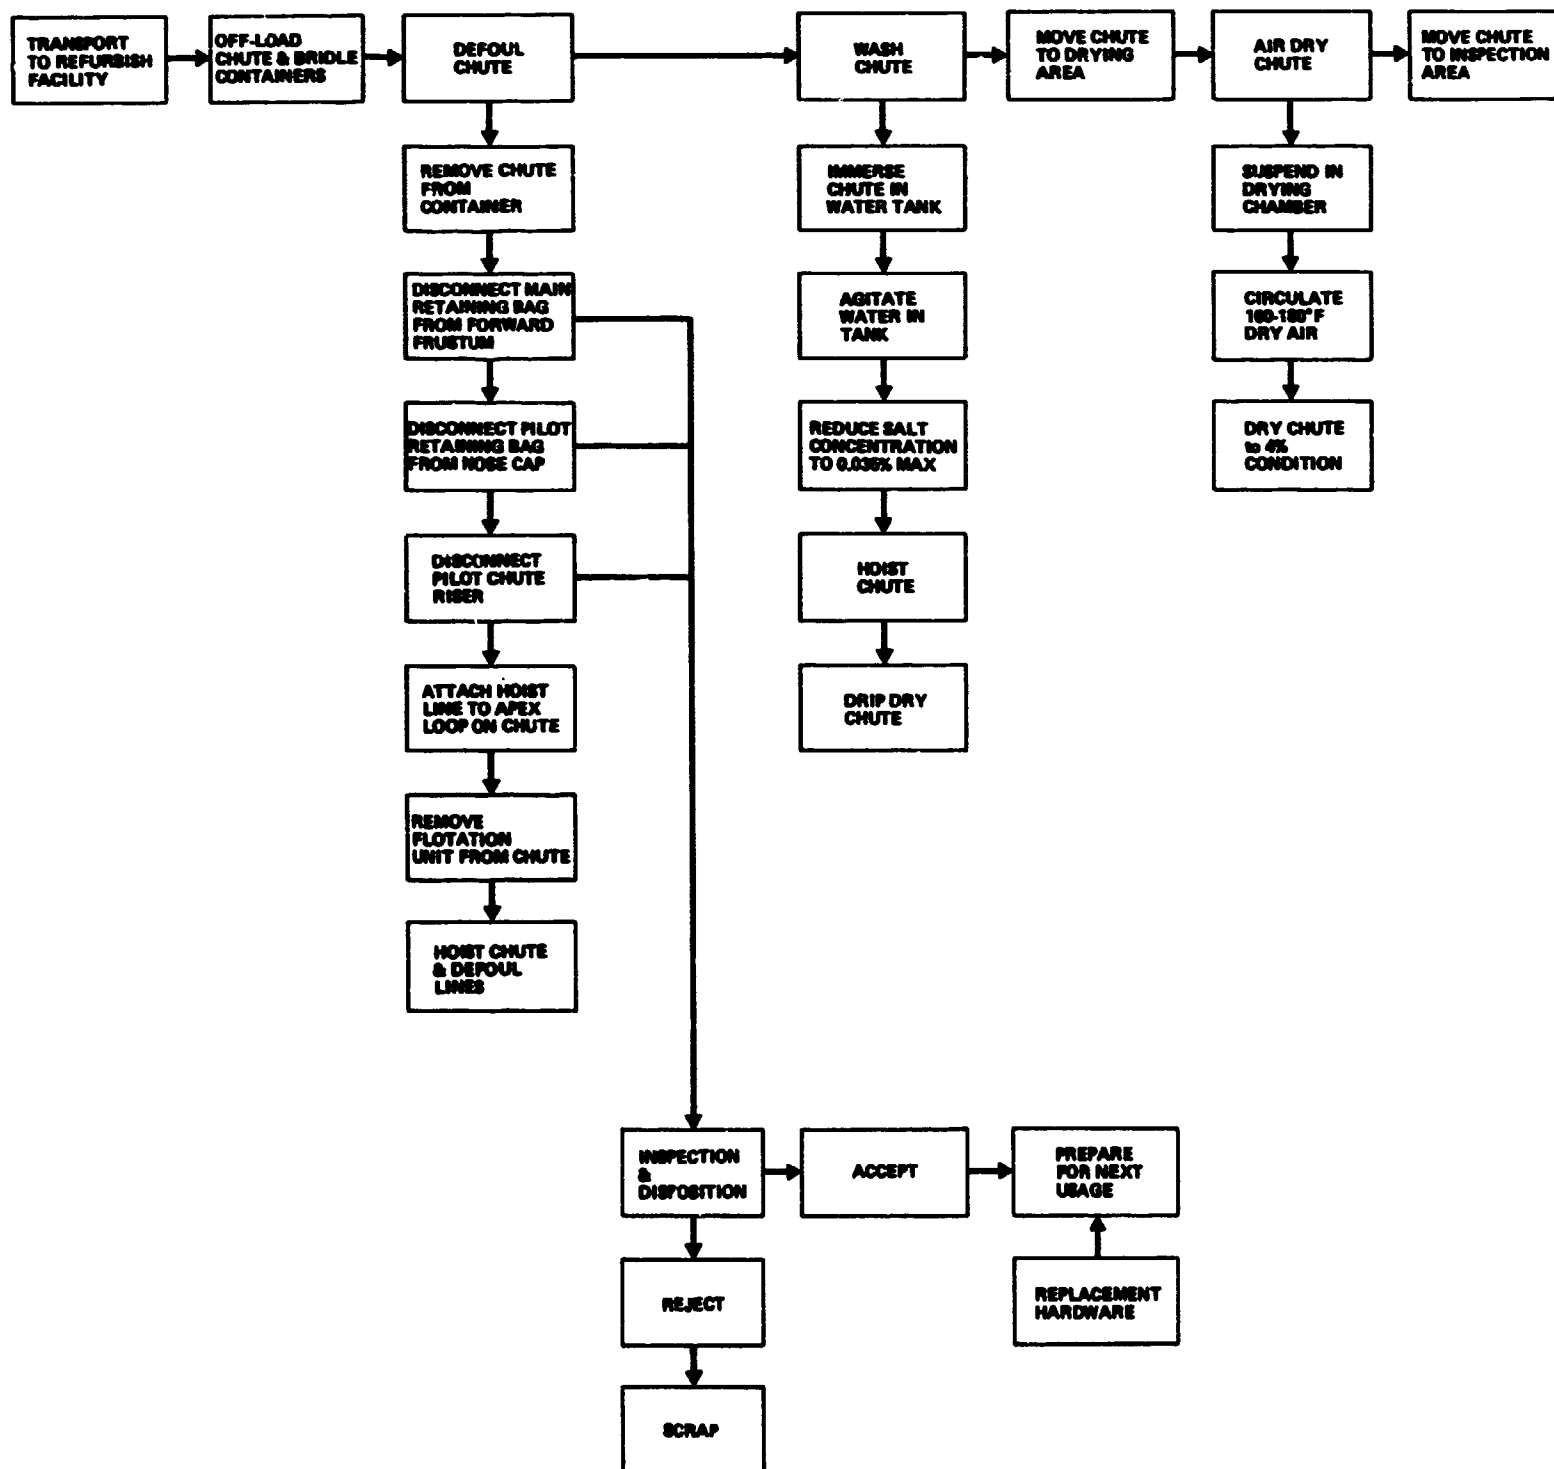 TRANSPORT
TO REFURBISH
FACILITY
OFF-LOAD
CHUTE & BRIDLE
CONTAINERS
DEFOUL
CHUTE
WASH
CHUTE
MOVE CHUTE
TO DRYING
AREA
AIR DRY
CHUTE
MOVE CHUTE
TO INSPECTION
AREA
REMOVE CHUTE
FROM
CONTAINER
DISCONNECT MAIN
RETAINING BAG
FROM FORWARD
FRUSTUM
DISCONNECT PILOT
RETAINING BAG
FROM NOSE CAP
DISCONNECT
PILOT CHUTE
RISER
ATTACH HOIST
LINE TO APEX
LOOP ON CHUTE
REMOVE
FLOTATION
UNIT FROM CHUTE
HOIST CHUTE
& DEFOUL
LINES
IMMERSE
CHUTE IN
WATER TANK
AGITATE
WATER IN
TANK
REDUCE SALT
CONCENTRATION
TO 0.035% MAX
HOIST
CHUTE
DRIP DRY
CHUTE
SUSPEND IN
DRYING
CHAMBER
CIRCULATE
DRY AIR
DRY CHUTE
to 4%
CONDITION
INSPECTION
&
DISPOSITION
ACCEPT
PREPARE
FOR NEXT
USAGE
REJECT
REPLACEMENT
HARDWARE
SCRAP